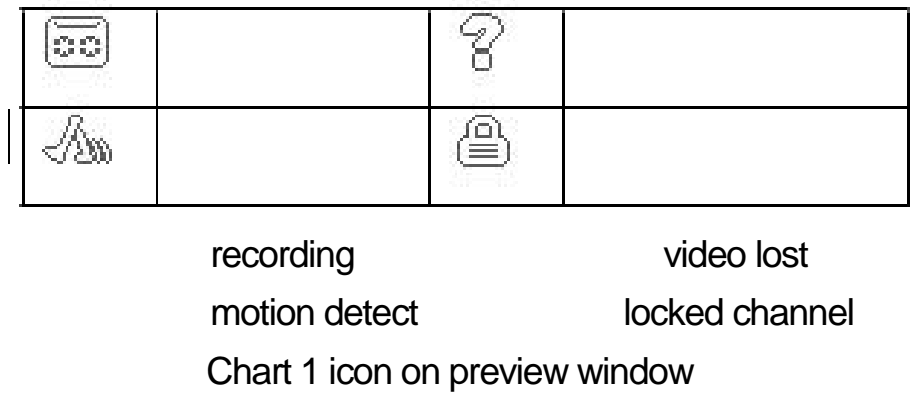 recording video lost
motion detect locked channel
Chart 1 icon on preview window